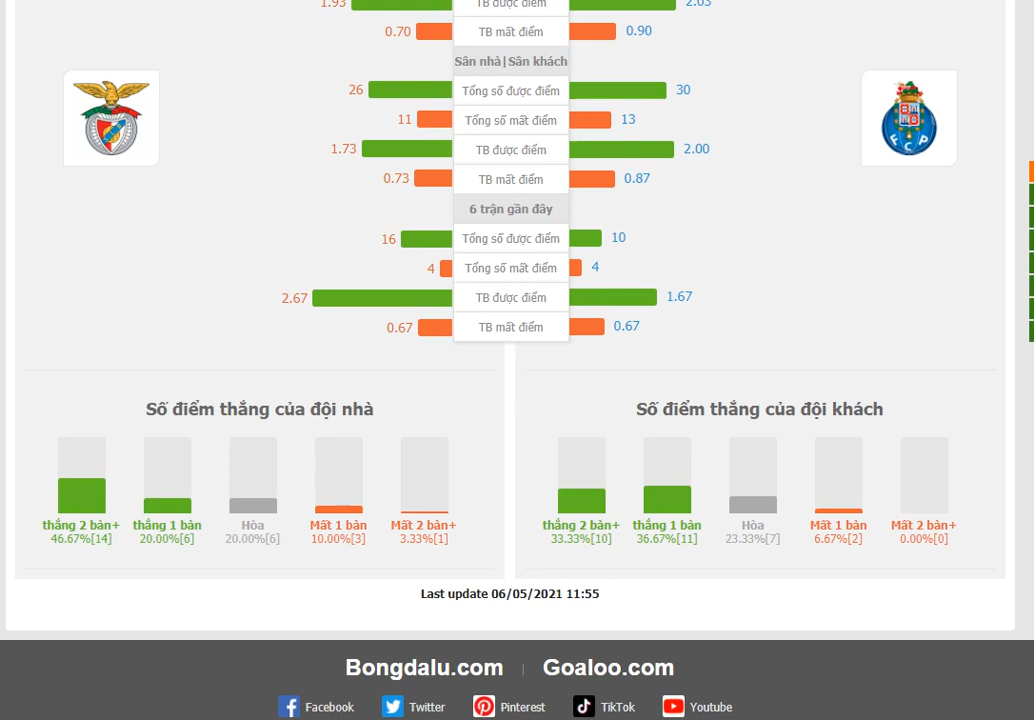 1.93 TB được điểm 2.03
0.70 TB mất điểm 0.90
Sân nhà|Sân khách
26 Tổng số được điểm 30
11 Tổng số mất điểm 13
1.73 TB được điểm 2.00
0.73 TB mất điểm 0.87
F C P
6 trận gần đây
16 Tổng số được điểm 10
4 Tổng số mất điểm 4
2.67 TB được điểm 1.67
0.67 TB mất điểm 0.67
Số điểm thắng của đội nhà
thắng 2 bàn+ thắng 1 bàn Hòa Mất 1 bàn Mất 2 bàn+
46.67%[14] 20.00%[6] 20.00%[6] 10.00%[3] 3.33%[1]
Số điểm thắng của đội khách
thắng 2 bàn+ thắng 1 bàn Hòa Mất 1 bàn Mất 2 bàn+
33.33%[10] 36.67%[11] 23.33%[7] 6.67%[2] 0.00%[0]
Last update 06/05/2021 11:55
Bongdalu.com | Goaloo.com
Facebook Twitter Pinterest TikTok Youtube